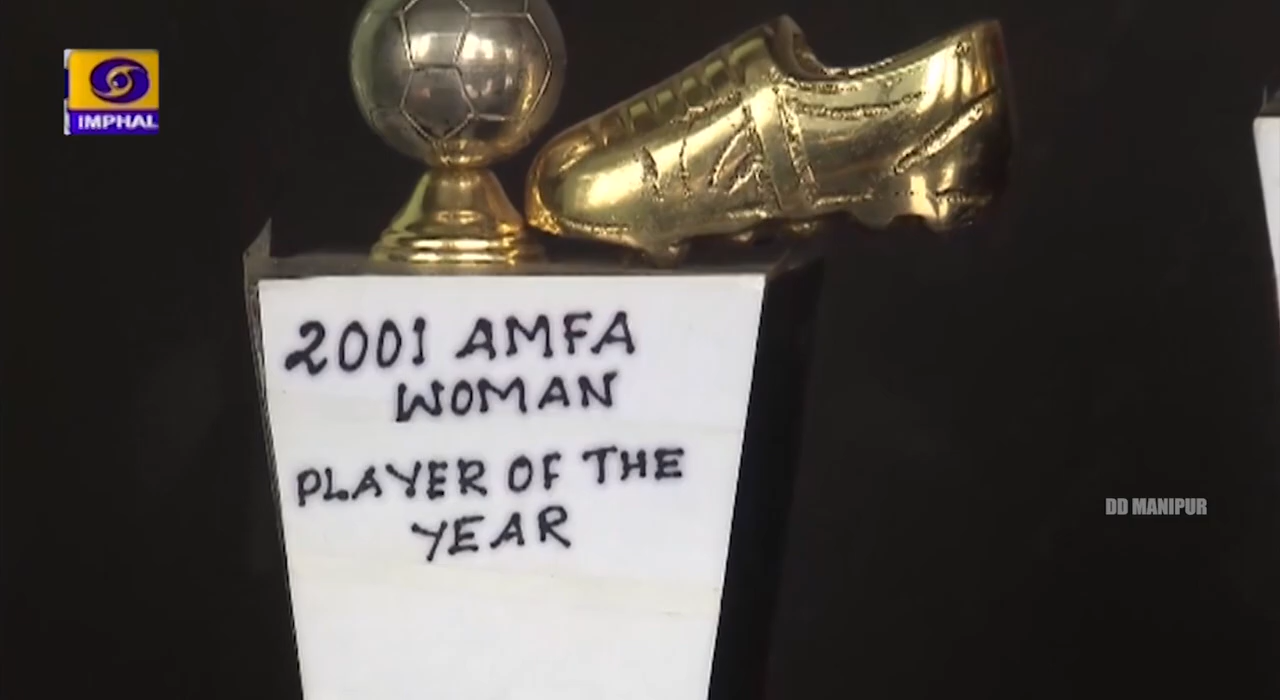 IMPHAL
2001 AMFA
WOMAN
PLAYER OF THE
YEAR
DD MANIPUR